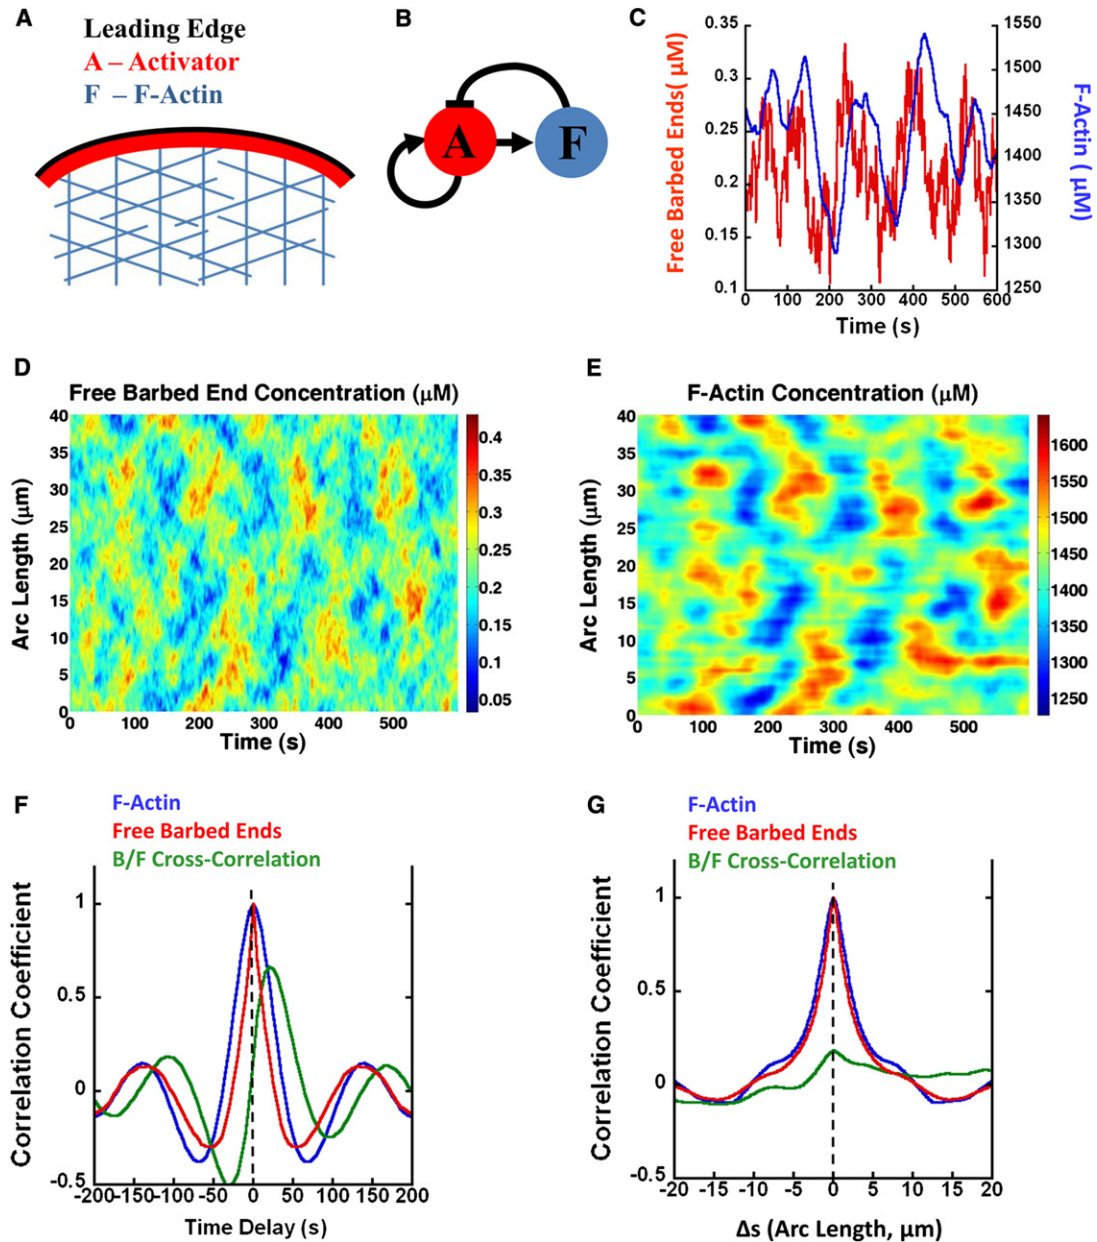 A
Leading Edge
A – Activator
F – F-Actin
B
A
F
C
Free Barbed Ends( µM)
0.35
0.3
0.25
0.2
0.15
0.1
0 100 200 300 400 500 600
Time (s)
1550
1500
1450
1400
1350
1300
1250
F-Actin ( µM)
D
Free Barbed End Concentration (µM)
Arc Length (µm)
40
35
30
25
20
15
10
5
0
0 100 200 300 400 500
Time (s)
0.4
0.35
0.3
0.25
0.2
0.15
0.1
0.05
E
F-Actin Concentration (µM)
Arc Length (µm)
40
35
30
25
20
15
10
5
0
0 100 200 300 400 500
Time (s)
1600
1550
1500
1450
1400
1350
1300
1250
F
F-Actin
Free Barbed Ends
B/F Cross-Correlation
Correlation Coefficient
1
0.5
0
-0.5
-200 -150 -100 -50 0 50 100 150 200
Time Delay (s)
G
F-Actin
Free Barbed Ends
B/F Cross-Correlation
Correlation Coefficient
1
0.5
0
-0.5
-20 -15 -10 -5 0 5 10 15 20
Δs (Arc Length, µm)